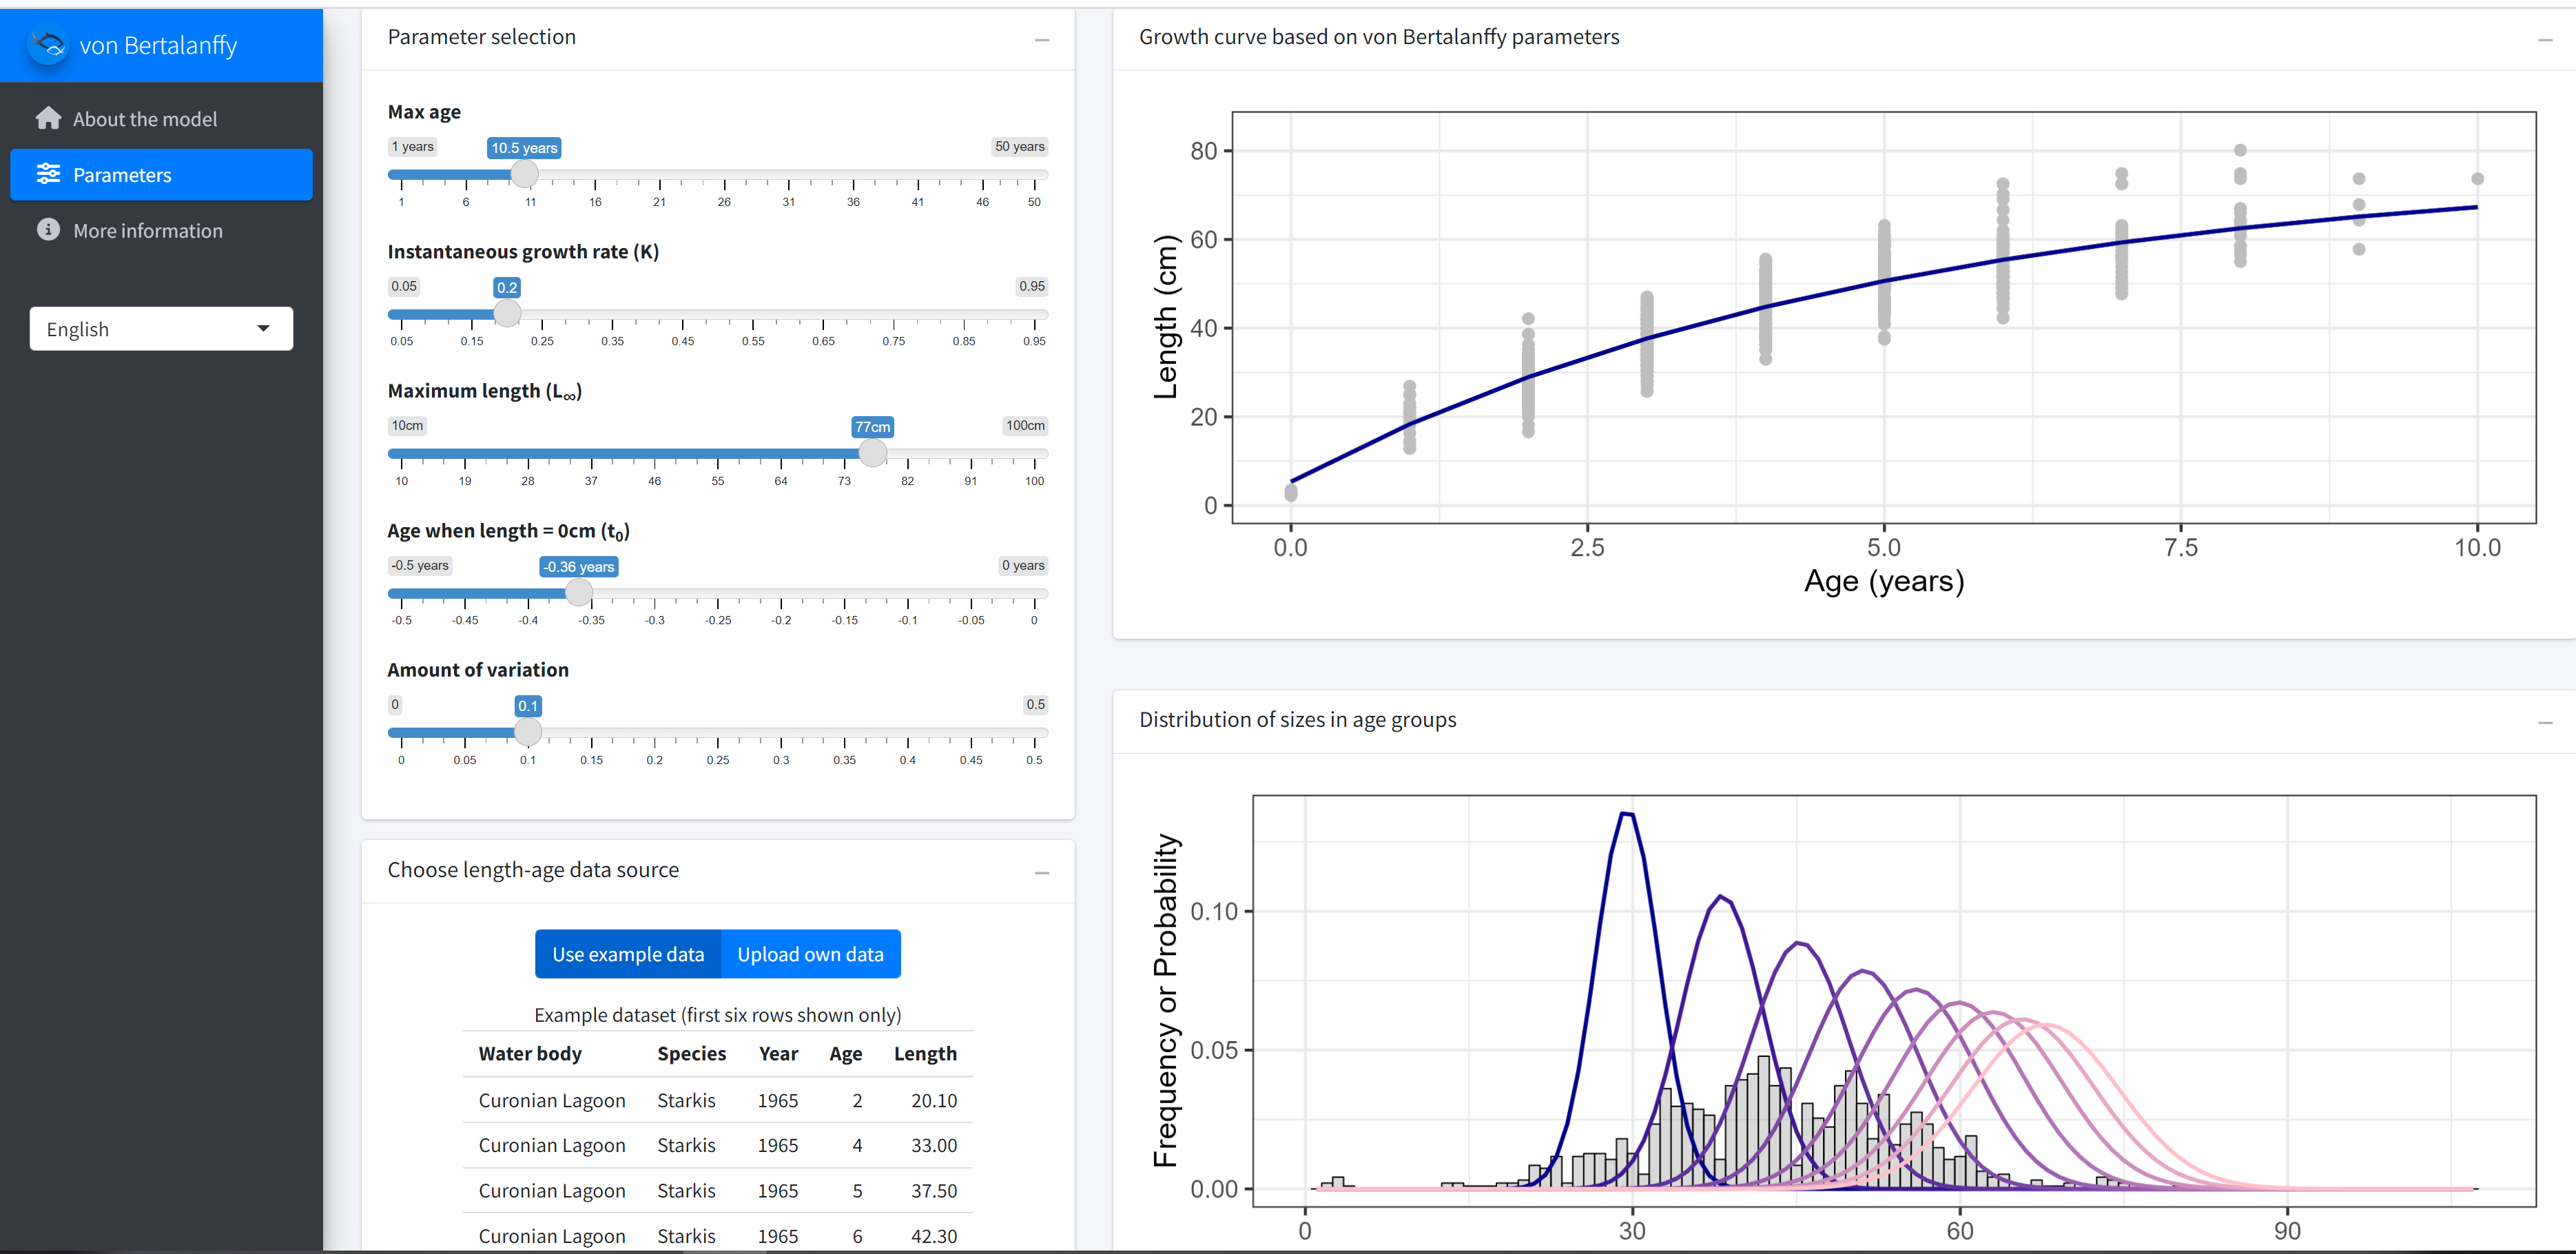 von Bertalanffy
About the model
Parameters
More information
English
Parameter selection
Max age
1 years 10.5 years 50 years
1 6 11 16 21 26 31 36 41 46 50
Instantaneous growth rate (K)
0.05 0.2 0.95
0.05 0.15 0.25 0.35 0.45 0.55 0.65 0.75 0.85 0.95
Maximum length (L∞)
10cm 77cm 100cm
10 19 28 37 46 55 64 73 82 91 100
Age when length = 0cm (t₀)
-0.5 years -0.36 years 0 years
-0.5 -0.45 -0.4 -0.35 -0.3 -0.25 -0.2 -0.15 -0.1 -0.05 0
Amount of variation
0 0.1 0.5
0 0.05 0.1 0.15 0.2 0.25 0.3 0.35 0.4 0.45 0.5
Choose length-age data source
Use example data Upload own data
Example dataset (first six rows shown only)
Water body Species Year Age Length
Curonian Lagoon Starkis 1965 2 20.10
Curonian Lagoon Starkis 1965 4 33.00
Curonian Lagoon Starkis 1965 5 37.50
Curonian Lagoon Starkis 1965 6 42.30
Growth curve based on von Bertalanffy parameters
Length (cm)
80
60
40
20
0
0.0 2.5 5.0 7.5 10.0
Age (years)
Distribution of sizes in age groups
Frequency or Probability
0.10
0.05
0.00
0 30 60 90